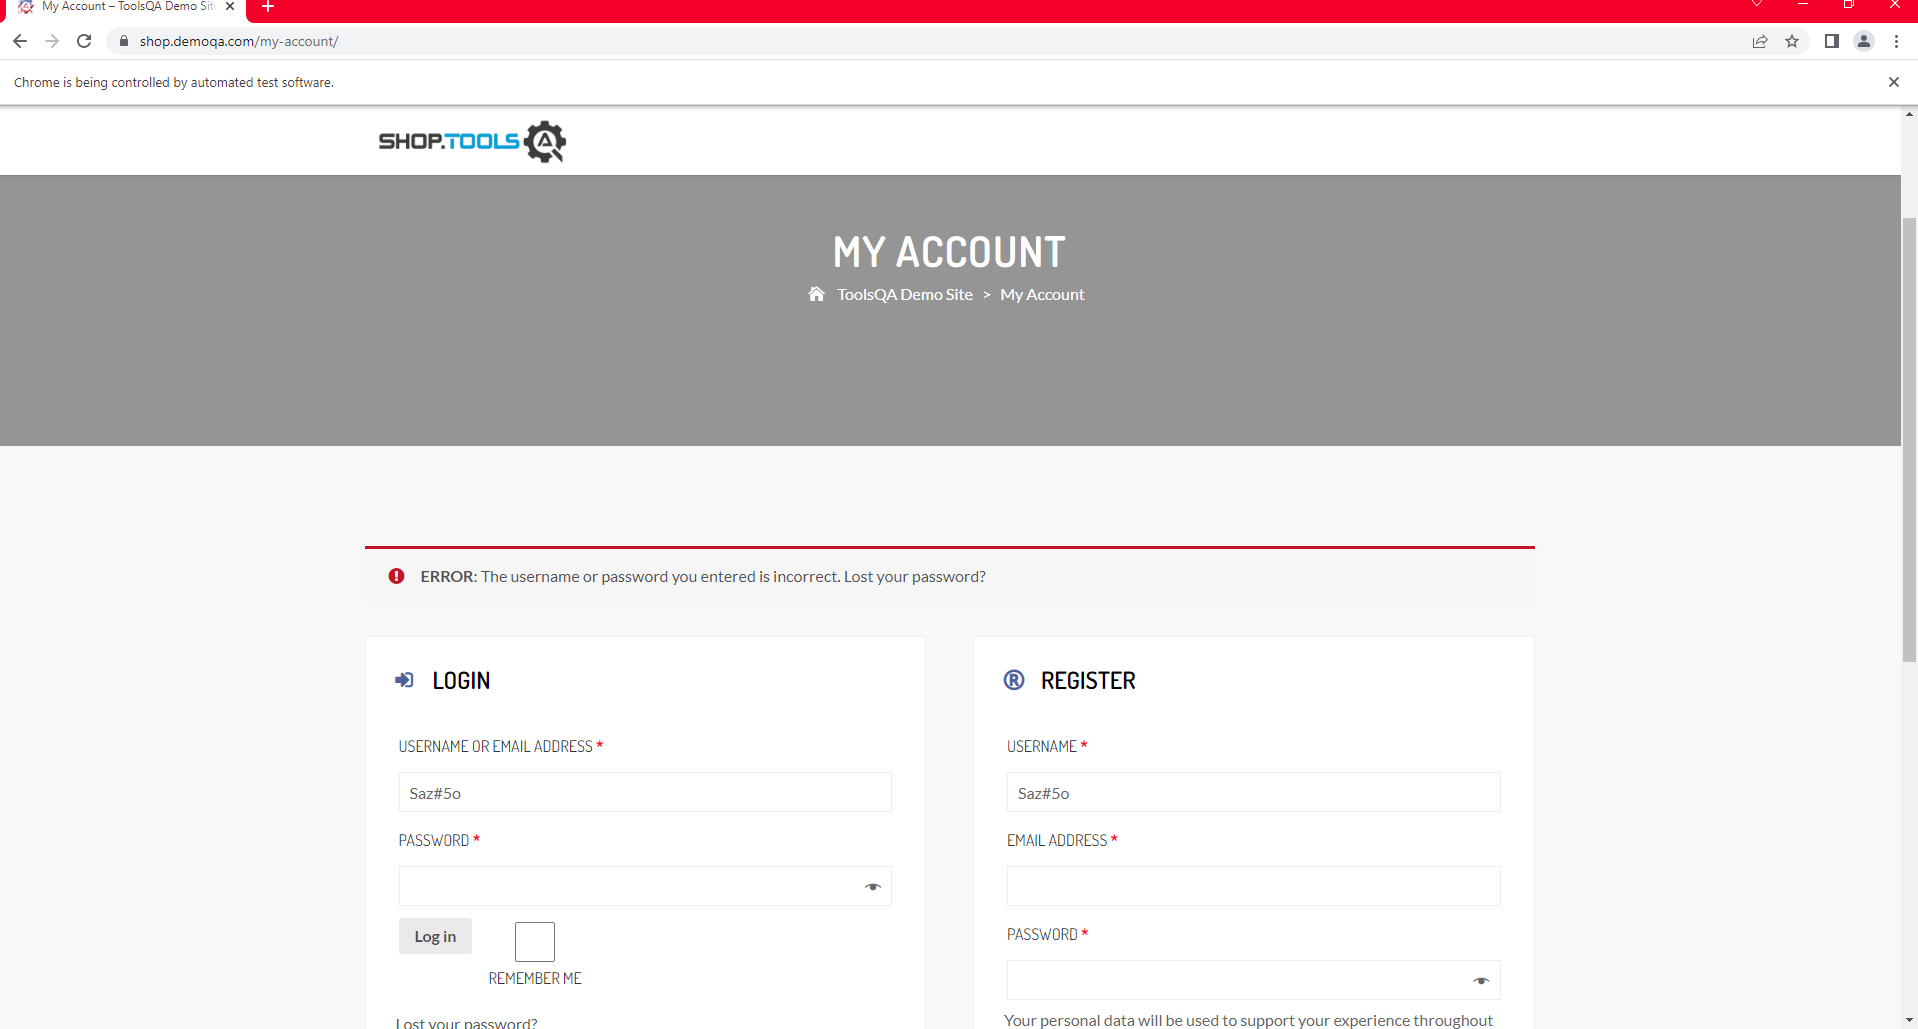 My Account – ToolsQA Demo Sit
shop.demoqa.com/my-account/
Chrome is being controlled by automated test software.
SHOP.TOOLS
MY ACCOUNT
ToolsQA Demo Site > My Account
ERROR: The username or password you entered is incorrect. Lost your password?
LOGIN
USERNAME OR EMAIL ADDRESS *
Saz#5o
PASSWORD *
Log in
REMEMBER ME
Lost your password?
REGISTER
USERNAME *
Saz#5o
EMAIL ADDRESS *
PASSWORD *
Your personal data will be used to support your experience throughout